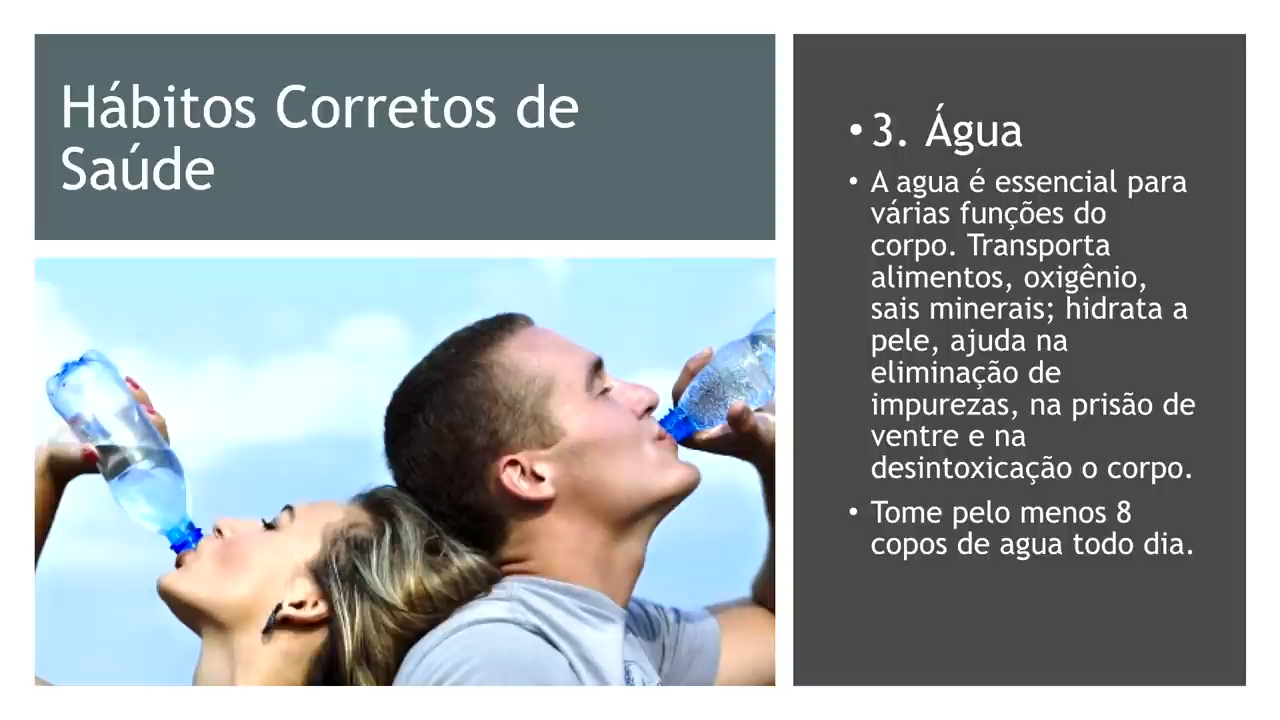 Hábitos Corretos de
Saúde
• 3. Água
• A agua é essencial para
várias funções do
corpo. Transporta
alimentos, oxigênio,
sais minerais; hidrata a
pele, ajuda na
eliminação de
impurezas, na prisão de
ventre e na
desintoxicação o corpo.
• Tome pelo menos 8
copos de agua todo dia.